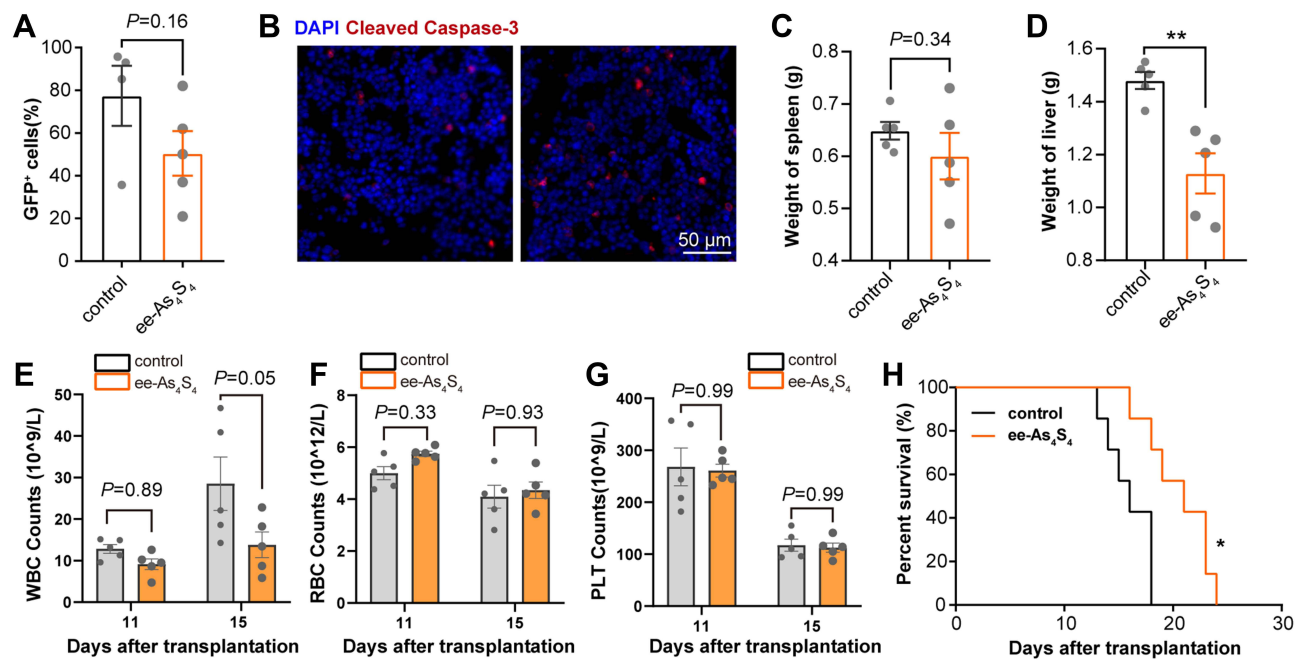 A
P=0.16
GFP⁺ cells(%)
100
80
60
40
20
0
control
ee-As₄S₄
B
DAPI Cleaved Caspase-3
50 µm
C
P=0.34
Weight of spleen (g)
0.8
0.7
0.6
0.5
0.4
control
ee-As₄S₄
D
**
Weight of liver (g)
1.6
1.4
1.2
1.0
0.8
control
ee-As₄S₄
E
control
ee-As₄S₄
P=0.05
P=0.89
WBC Counts (10^9/L)
50
40
30
20
10
0
11
15
Days after transplantation
F
control
ee-As₄S₄
P=0.33
P=0.93
RBC Counts (10^12/L)
8
6
4
2
0
11
15
Days after transplantation
G
control
ee-As₄S₄
P=0.99
P=0.99
PLT Counts(10^9/L)
400
300
200
100
0
11
15
Days after transplantation
H
control
ee-As₄S₄
*
Percent survival (%)
100
80
60
40
20
0
0
10
20
30
Days after transplantation